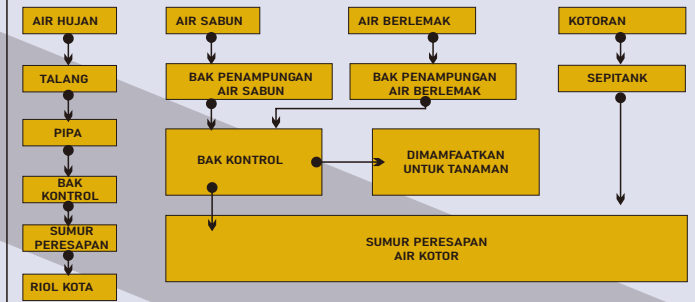 AIR HUJAN
AIR SABUN
AIR BERLEMAK
KOTORAN
TALANG
BAK PENAMPUNGAN
AIR SABUN
BAK PENAMPUNGAN
AIR BERLEMAK
SEPITANK
PIPA
BAK KONTROL
DIMAMFAATKAN
UNTUK TANAMAN
BAK
KONTROL
SUMUR
PERESAPAN
SUMUR PERESAPAN
AIR KOTOR
RIOL KOTA